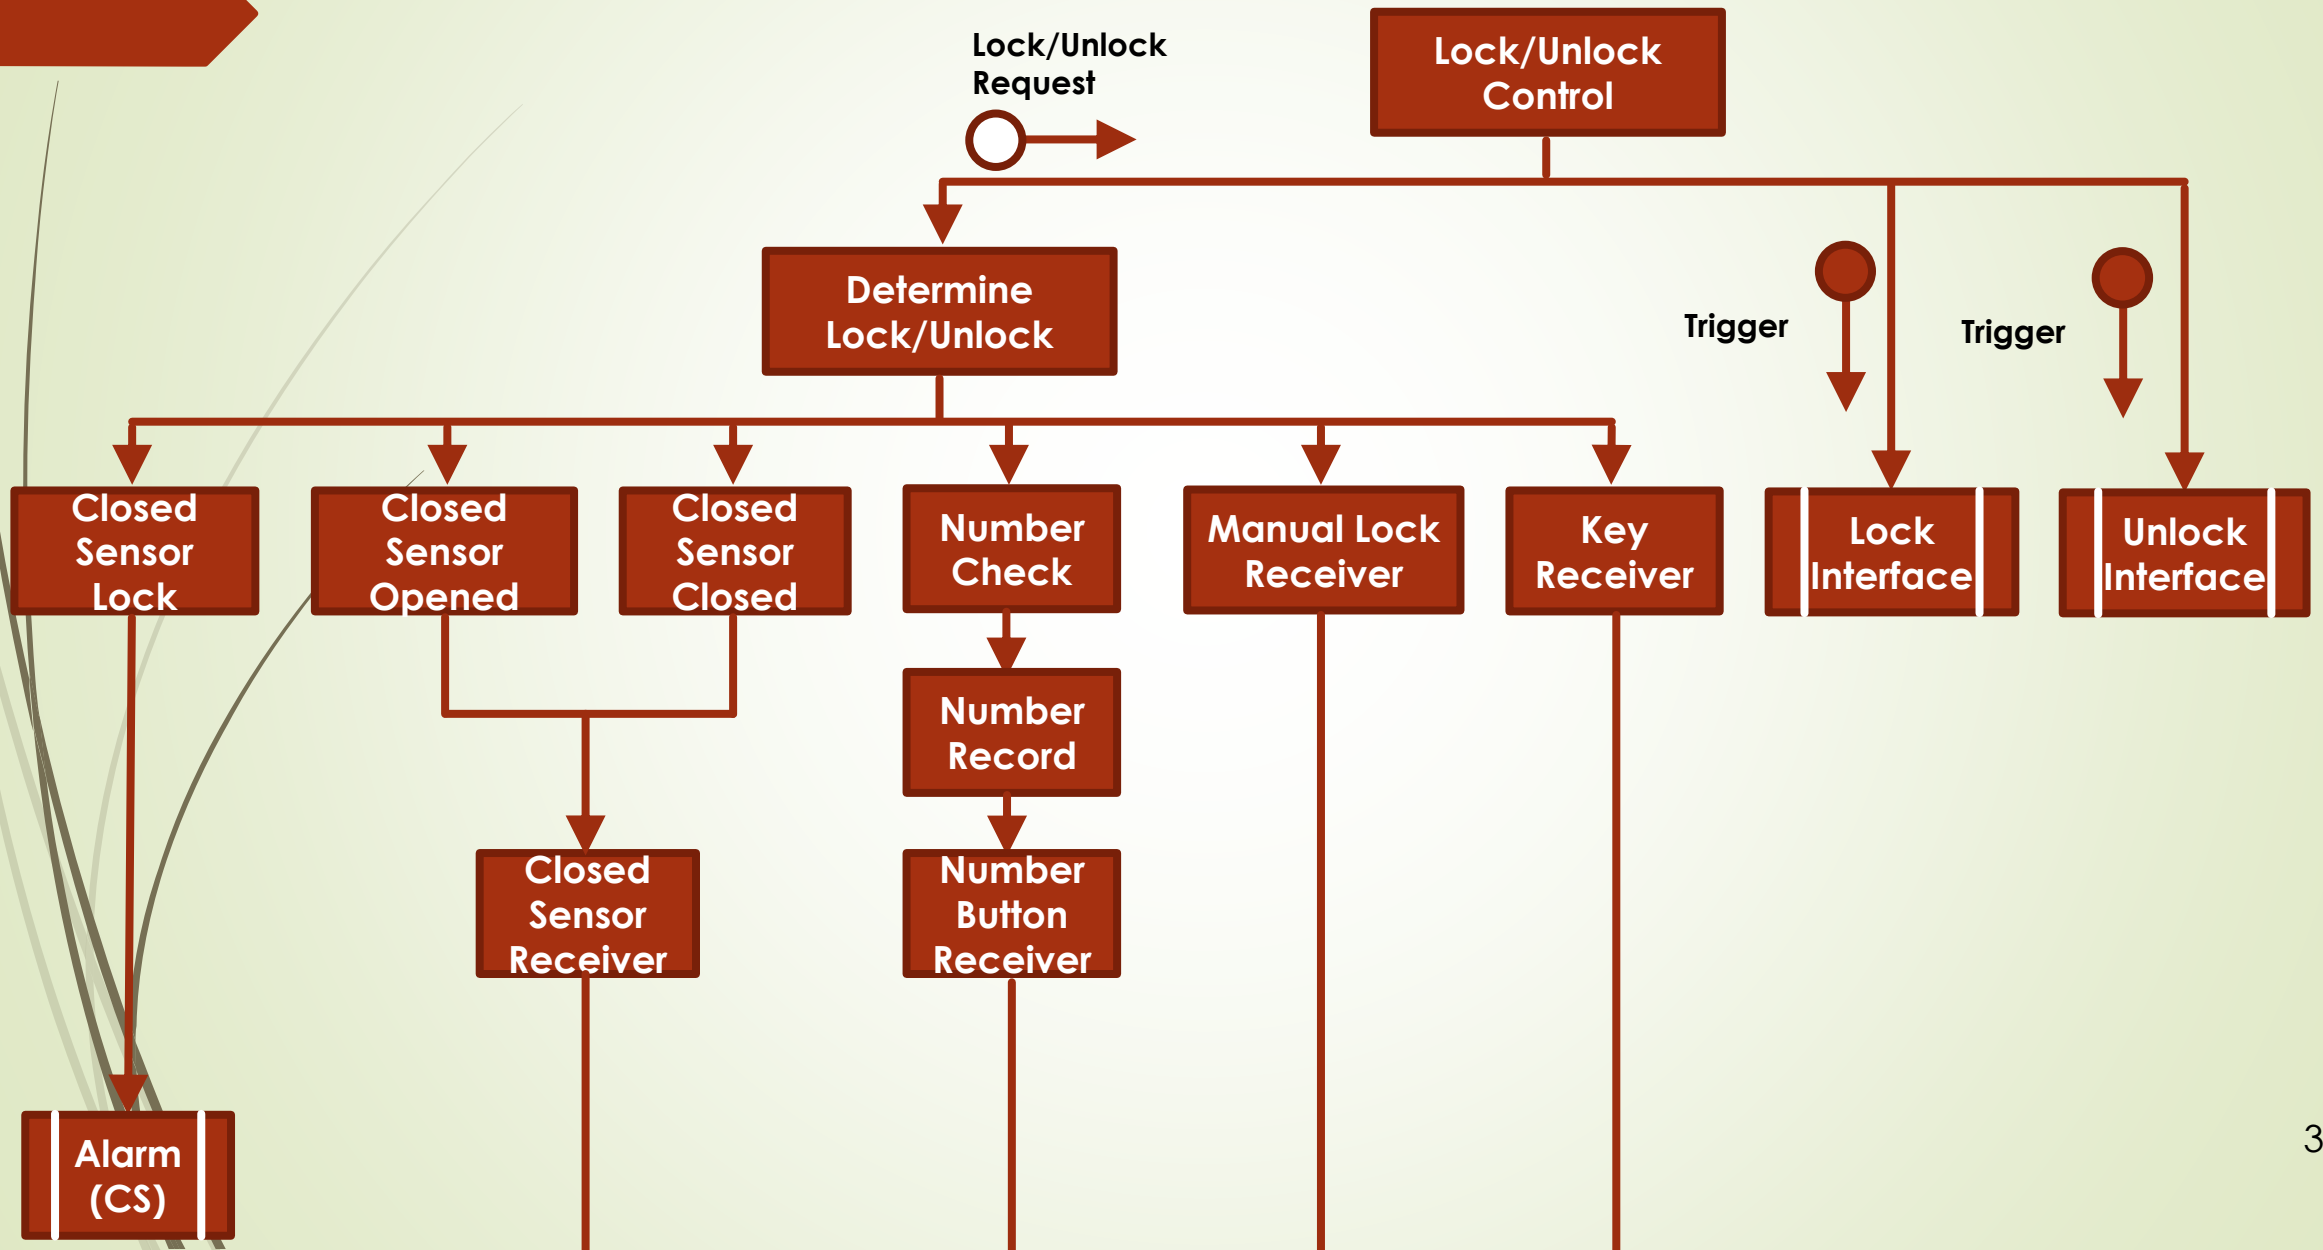 Lock/Unlock
Request
Lock/Unlock
Control
Determine
Lock/Unlock
Trigger
Trigger
Closed
Sensor
Lock
Closed
Sensor
Opened
Closed
Sensor
Closed
Number
Check
Manual Lock
Receiver
Key
Receiver
Lock
Interface
Unlock
Interface
Number
Record
Closed
Sensor
Receiver
Number
Button
Receiver
Alarm
(CS)
3